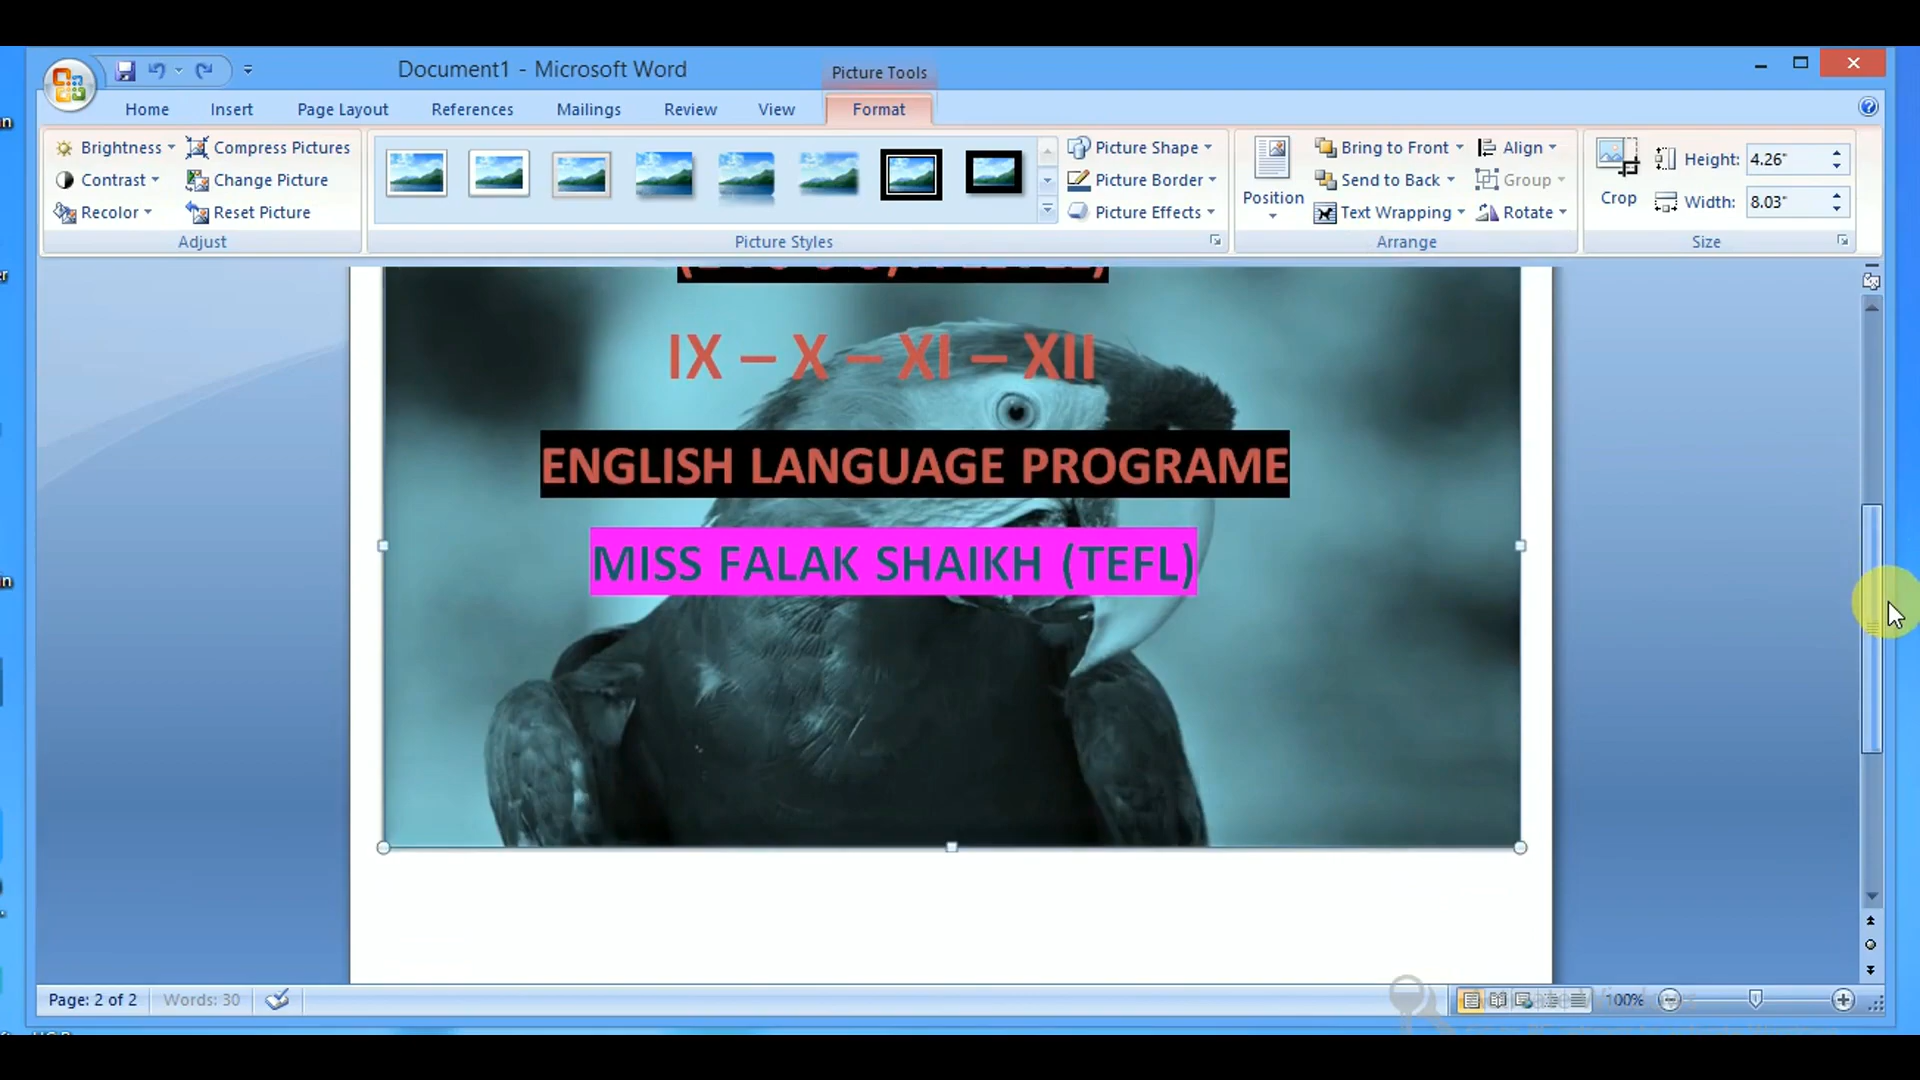 Document1 - Microsoft Word
Picture Tools
Home Insert Page Layout References Mailings Review View Format
Brightness Compress Pictures Picture Shape Bring to Front Align Height: 4.26"
Contrast Change Picture Picture Border Position Send to Back Group Crop Width: 8.03"
Recolor Reset Picture Picture Effects Text Wrapping Rotate
Adjust Picture Styles Arrange Size
IX – X – XI – XII
ENGLISH LANGUAGE PROGRAME
MISS FALAK SHAIKH (TEFL)
Page: 2 of 2 Words: 30 100%